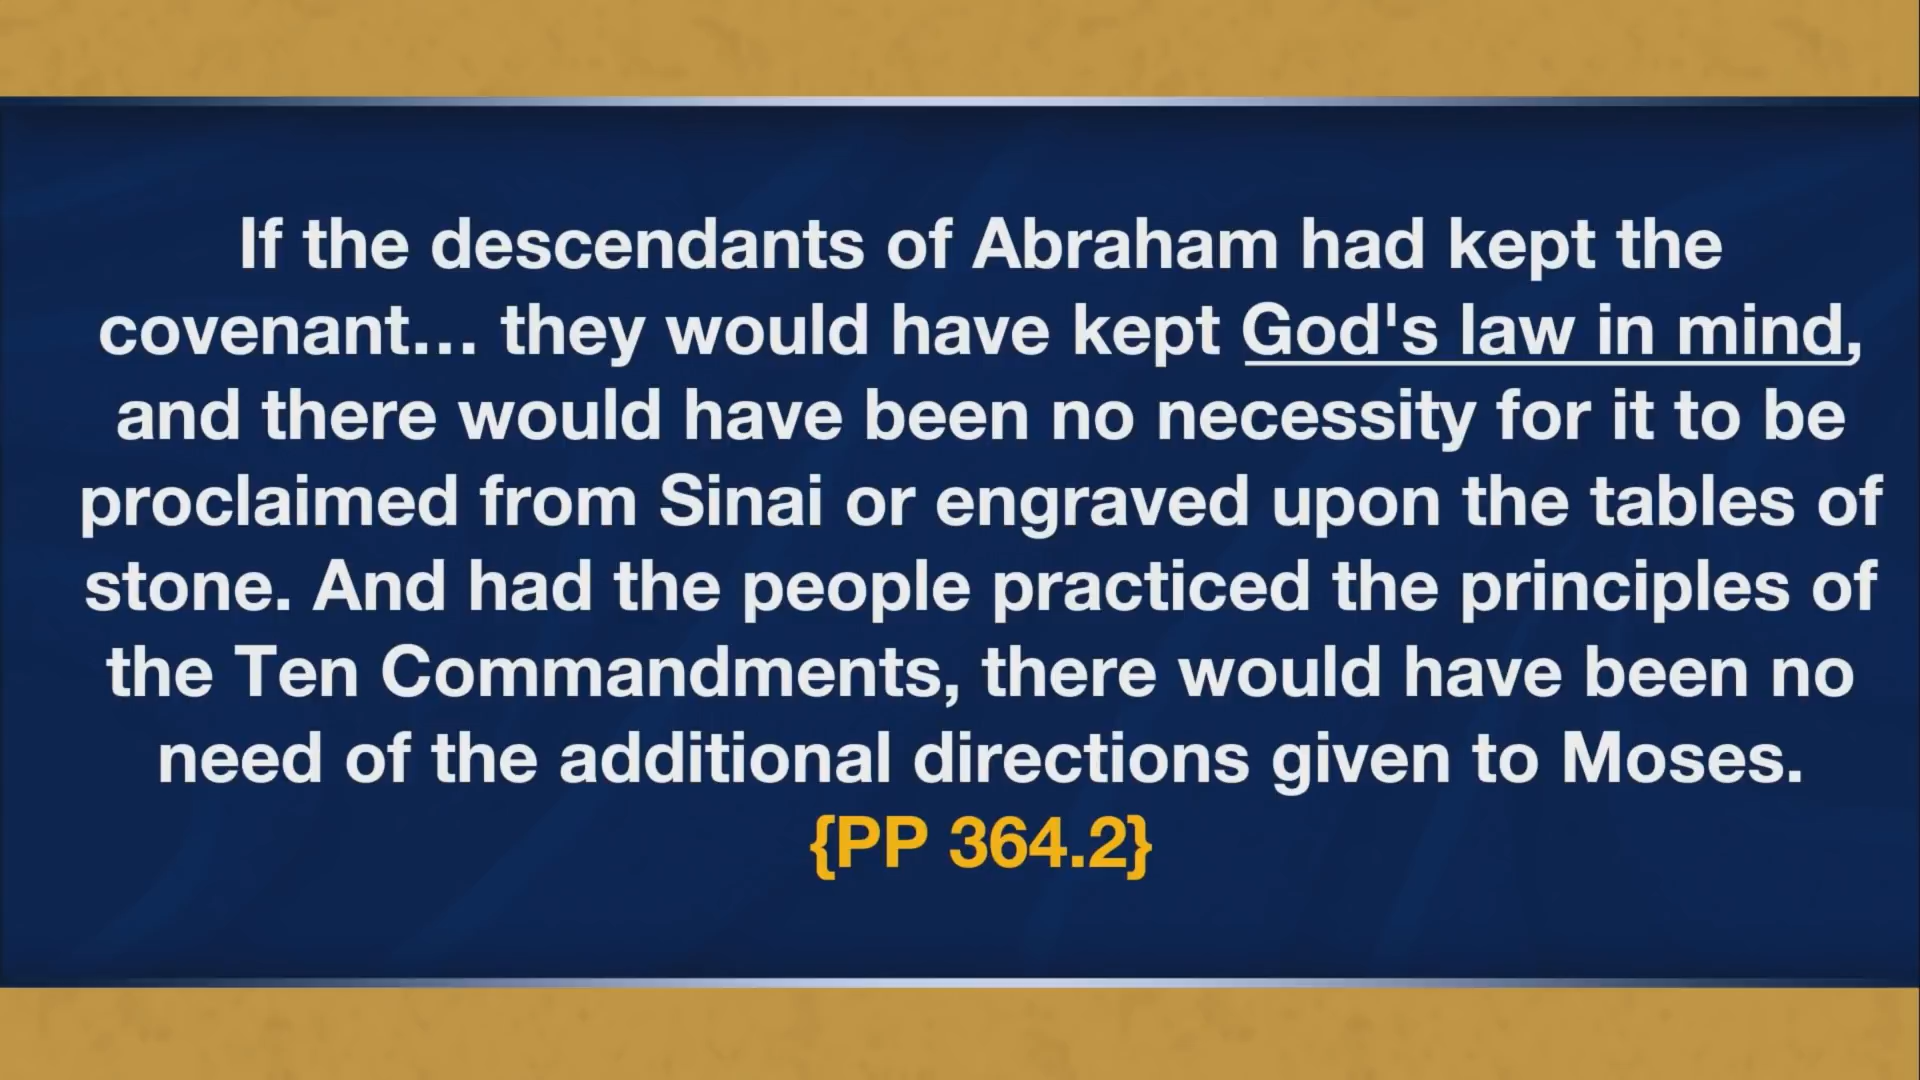 If the descendants of Abraham had kept the
covenant... they would have kept God's law in mind,
and there would have been no necessity for it to be
proclaimed from Sinai or engraved upon the tables of
stone. And had the people practiced the principles of
the Ten Commandments, there would have been no
need of the additional directions given to Moses.
{PP 364.2}